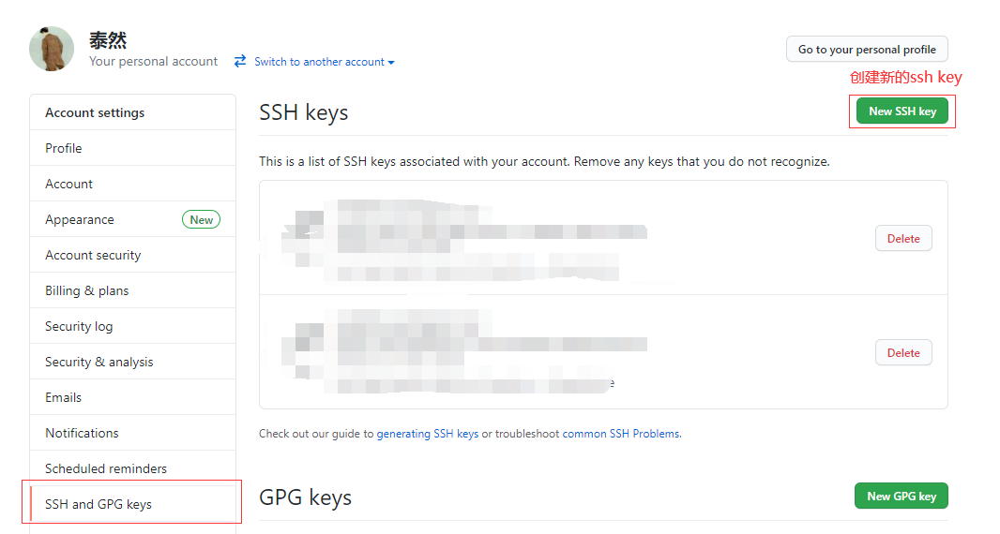 泰然
Your personal account
Switch to another account
Go to your personal profile
创建新的ssh key
Account settings
Profile
Account
Appearance New
Account security
Billing & plans
Security log
Security & analysis
Emails
Notifications
Scheduled reminders
SSH and GPG keys
SSH keys
New SSH key
This is a list of SSH keys associated with your account. Remove any keys that you do not recognize.
Delete
Delete
Check out our guide to generating SSH keys or troubleshoot common SSH Problems.
GPG keys
New GPG key